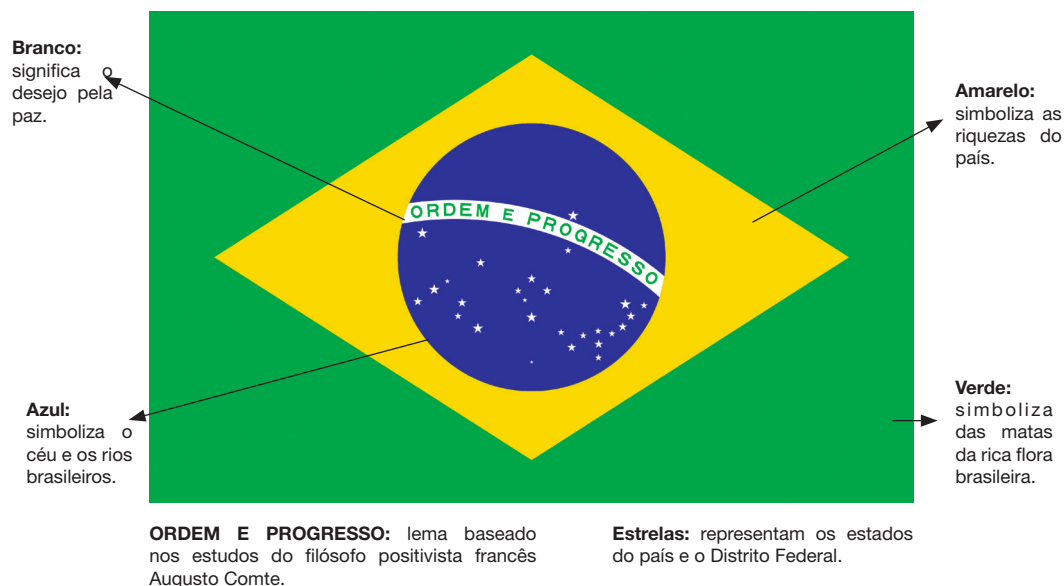 Branco:
significa o
desejo pela
paz.
Amarelo:
simboliza as
riquezas do
país.
ORDEM E PROGRESSO
Azul:
simboliza o
céu e os rios
brasileiros.
Verde:
simboliza
das matas
da rica flora
brasileira.
ORDEM E PROGRESSO: lema baseado
nos estudos do filósofo positivista francês
Augusto Comte.
Estrelas: representam os estados
do país e o Distrito Federal.